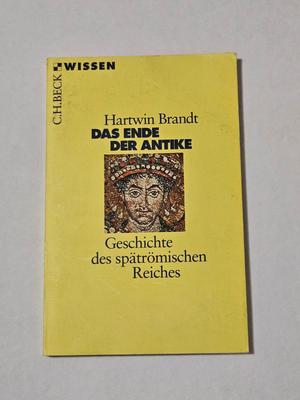 C.H.BECK
WISSEN
Hartwin Brandt
DAS ENDE
DER ANTIKE
Geschichte
des spätrömischen
Reiches